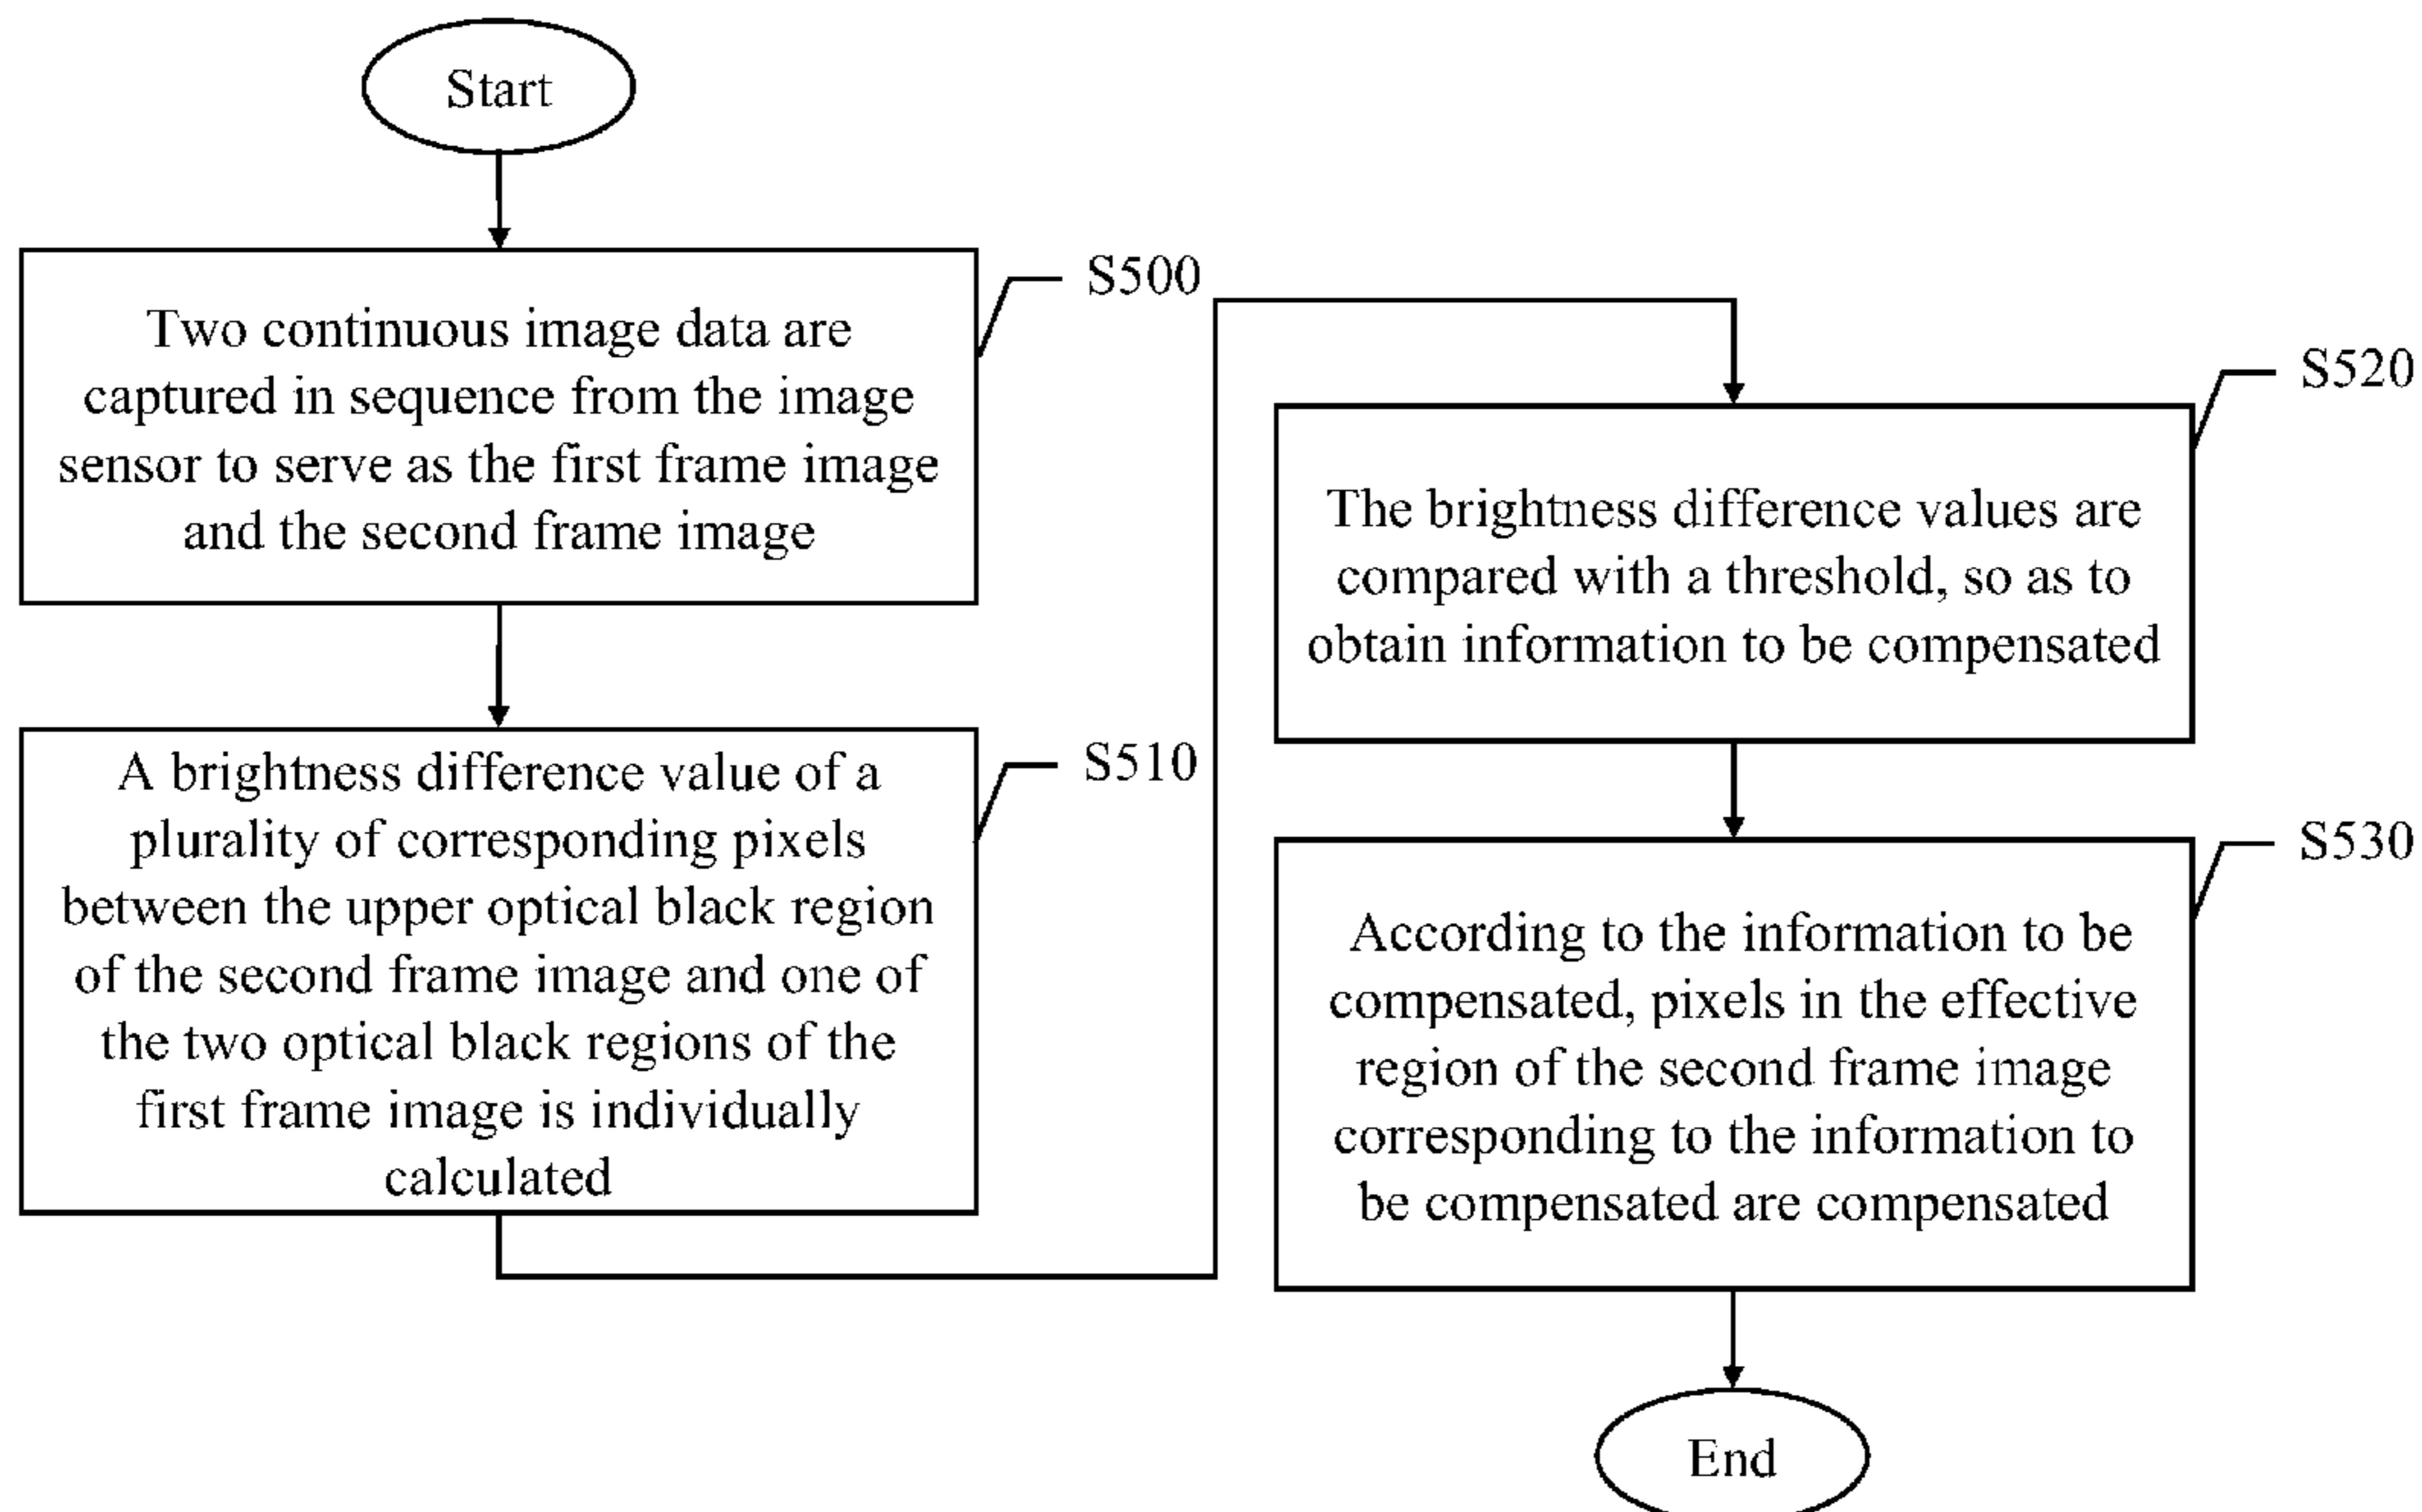 Start
S500
Two continuous image data are
captured in sequence from the image
sensor to serve as the first frame image
and the second frame image
S510
A brightness difference value of a
plurality of corresponding pixels
between the upper optical black region
of the second frame image and one of
the two optical black regions of the
first frame image is individually
calculated
S520
The brightness difference values are
compared with a threshold, so as to
obtain information to be compensated
S530
According to the information to be
compensated, pixels in the effective
region of the second frame image
corresponding to the information to
be compensated are compensated
End